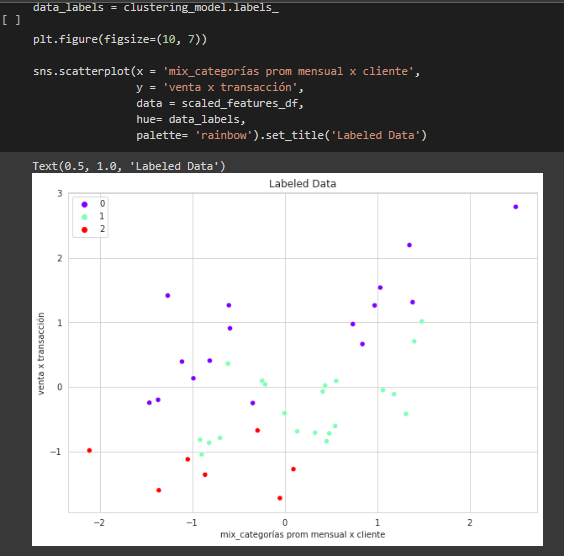 data_labels = clustering_model.labels_
[ ]
plt.figure(figsize=(10, 7))
sns.scatterplot(x = 'mix_categorías prom mensual x cliente',
y = 'venta x transacción',
data = scaled_features_df,
hue= data_labels,
palette= 'rainbow').set_title('Labeled Data')
Text(0.5, 1.0, 'Labeled Data')
Labeled Data
0
1
2
3
2
1
0
−1
venta x transacción
−2
−1
0
1
2
mix_categorías prom mensual x cliente